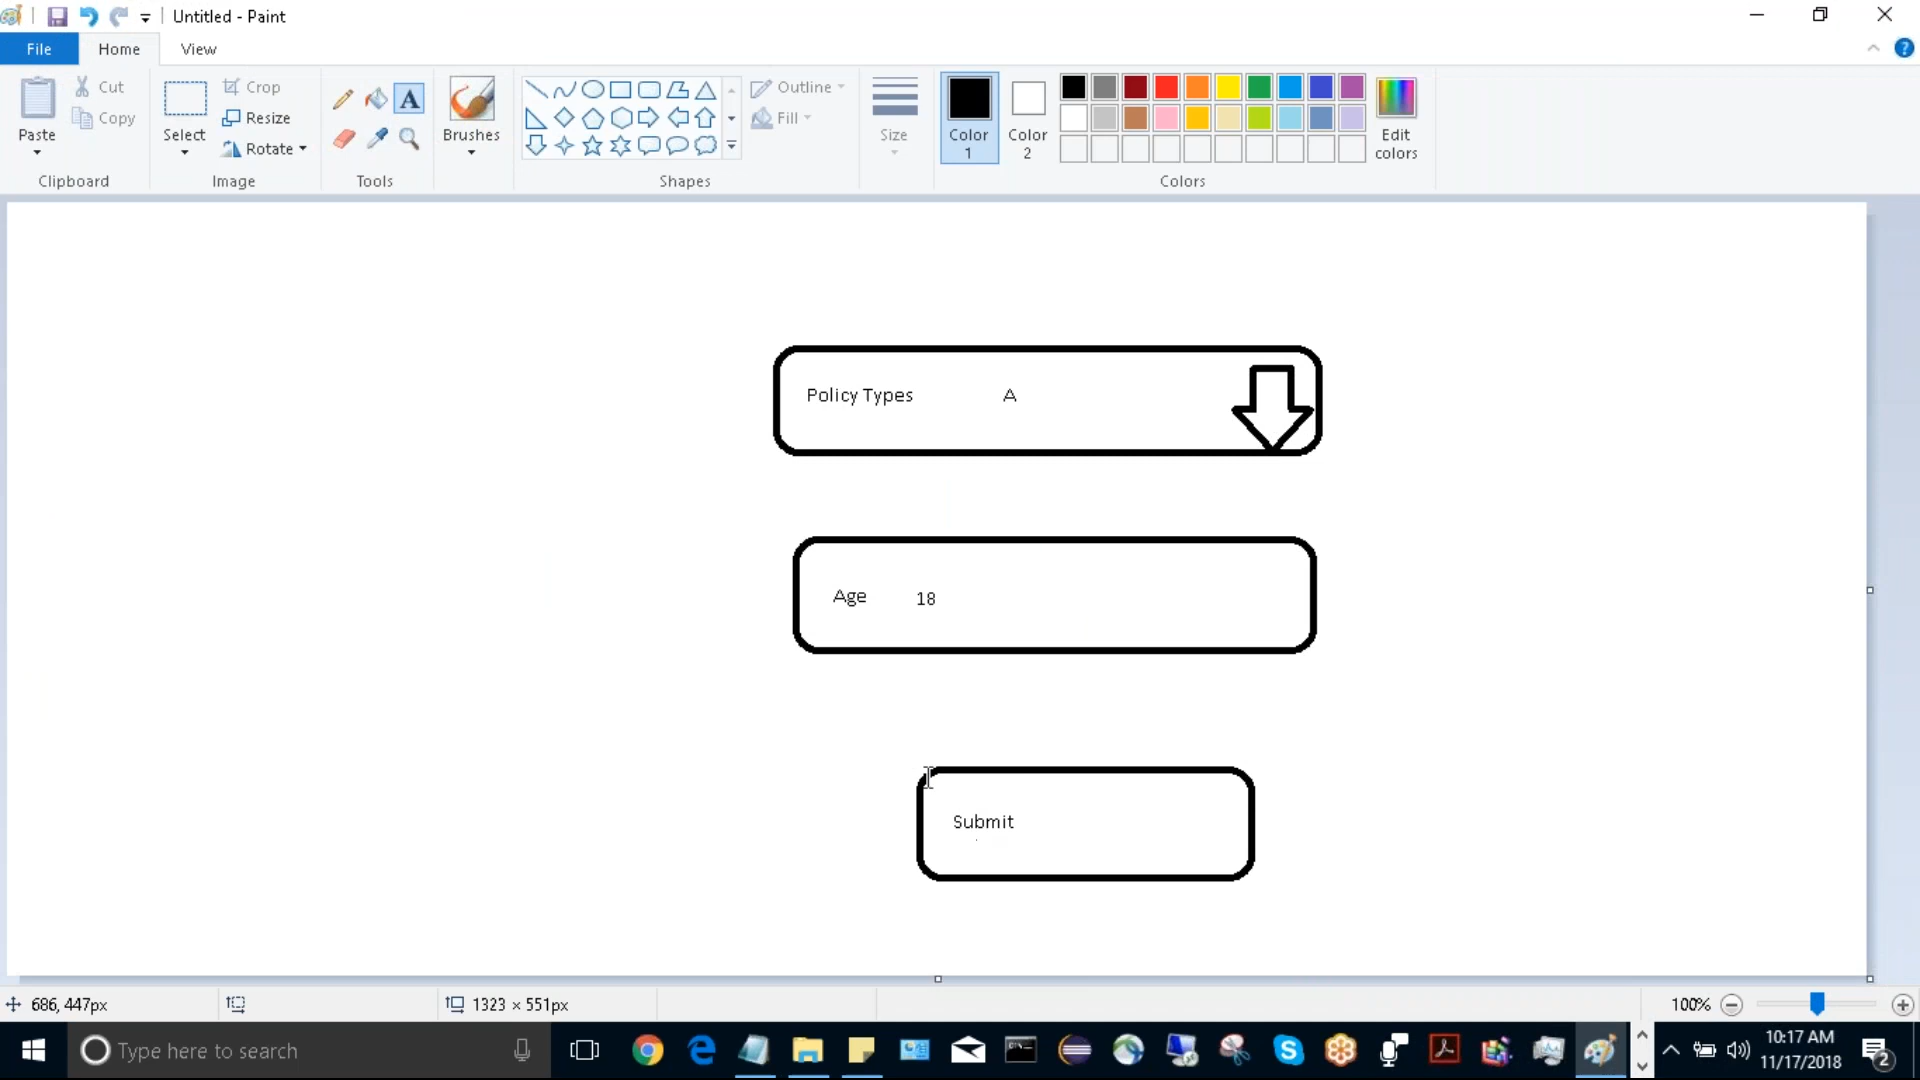 Untitled - Paint
File Home View
Paste
Cut
Copy
Clipboard
Select
Crop
Resize
Rotate
Image
A
Tools
Brushes
Shapes
Outline
Fill
Size
Color 1
Color 2
Edit colors
Colors
Policy Types A
Age 18
Submit
686, 447px
1323 × 551px
100%
Type here to search
10:17 AM
11/17/2018
2